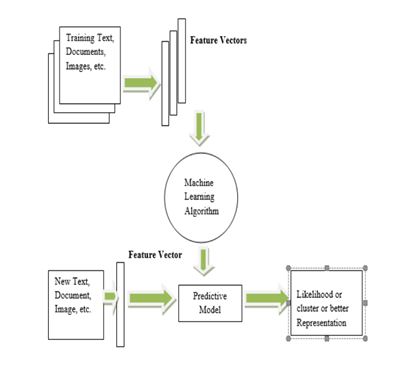 Training Text,
Documents,
Images, etc.
Feature Vectors
Machine
Learning
Algorithm
Feature Vector
New Text,
Document,
Image, etc.
Predictive
Model
Likelihood or
cluster or better
Representation